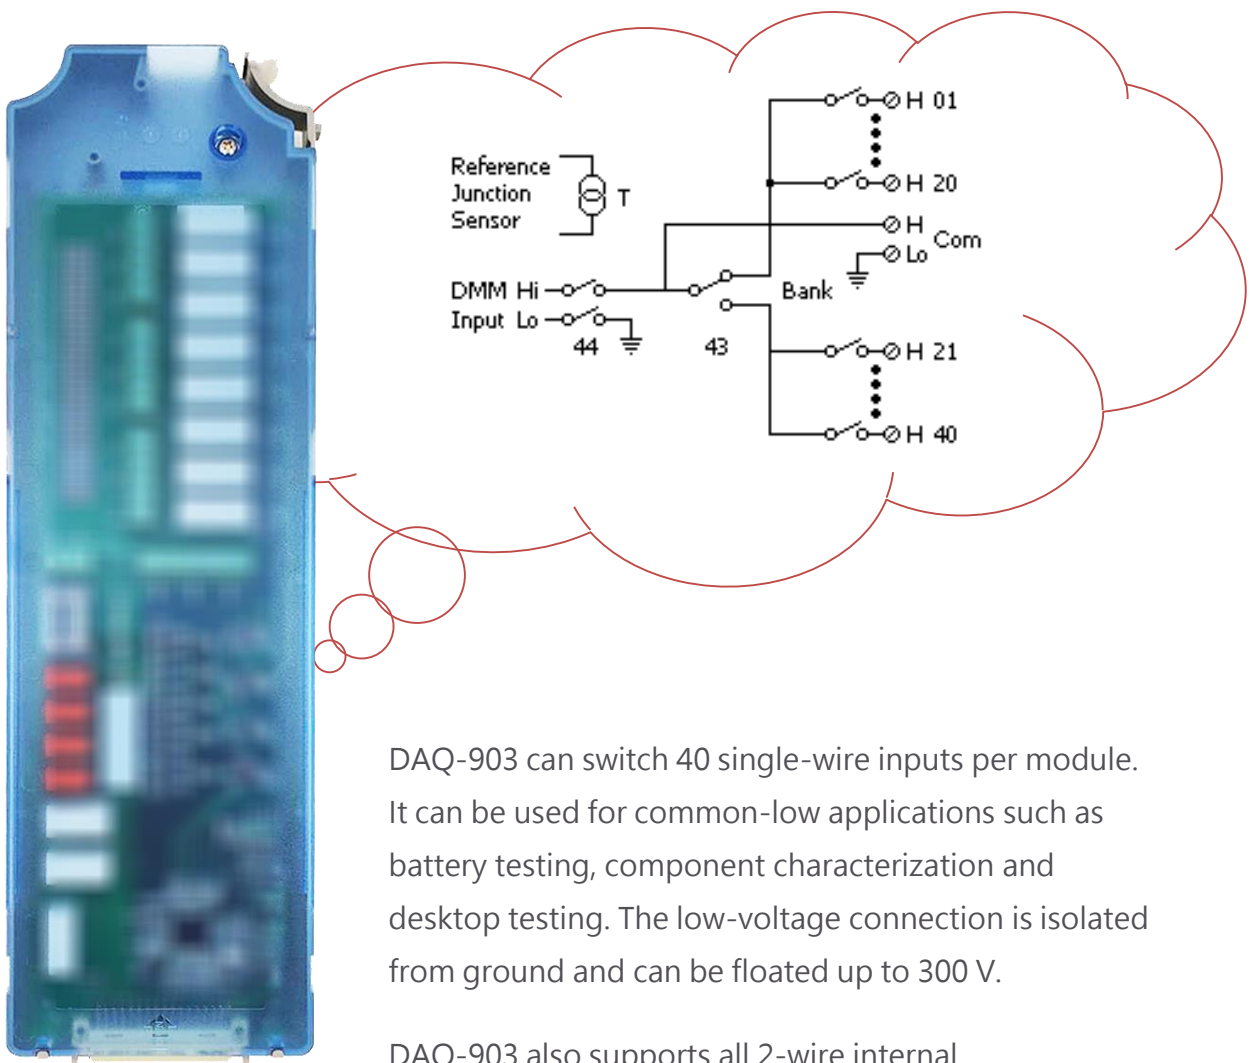 Reference
Junction
Sensor
T
H 01
H 20
H
Lo
Com
DMM Hi
Input Lo
44
43
Bank
H 21
H 40
DAQ-903 can switch 40 single-wire inputs per module.
It can be used for common-low applications such as
battery testing, component characterization and
desktop testing. The low-voltage connection is isolated
from ground and can be floated up to 300 V.
DAQ-903 also supports all 2-wire internal